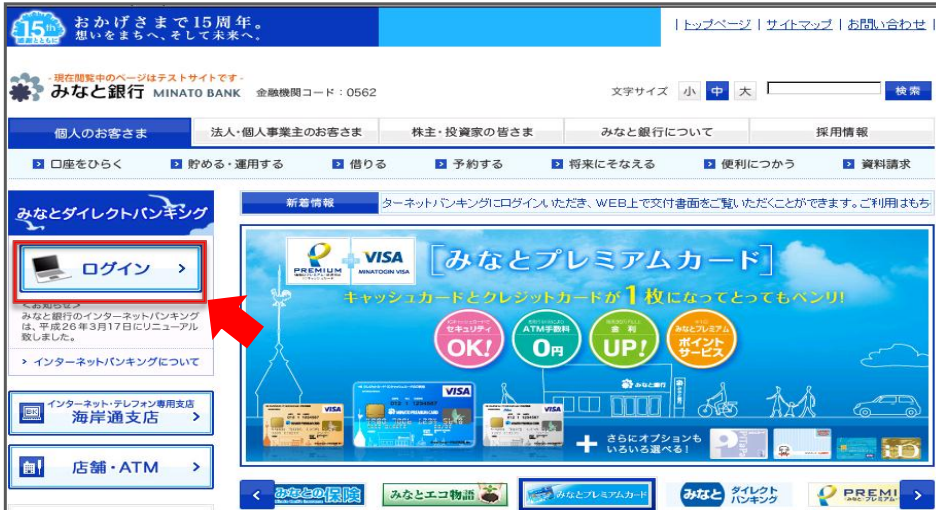 15th
おかげさまで15周年。
想いをまちへ、そして未来へ。
| トップページ | サイトマップ | お問い合わせ |
- 現在閲覧中のページはテストサイトです -
みなと銀行 MINATO BANK 金融機関コード：0562
文字サイズ 小 中 大 検索
個人のお客さま 法人・個人事業主のお客さま 株主・投資家の皆さま みなと銀行について 採用情報
口座をひらく 貯める・運用する 借りる 予約する 将来にそなえる 便利につかう 資料請求
みなとダイレクトバンキング
ログイン
<お知らせ>
みなと銀行のインターネットバンキング
は、平成26年3月17日にリニューアル
致しました。
インターネットバンキングについて
インターネット・テレフォン専用支店
海岸通支店
店舗・ATM
新着情報 ターネットバンキングにログインいただき、WEB上で交付書面をご覧いただくことができます。ご利用はもち
PREMIUM VISA
MINATOGIN VISA
[みなとプレミアムカード]
キャッシュカードとクレジットカードが1枚になってとってもベンリ!
セキュリティ
OK!
ATM手数料
0円
金利
UP!
みなとプレミアム
ポイント
サービス
みなと銀行
VISA
VISA
VISA
+ さらにオプションも
いろいろ選べる!
みなとの保険
みなとエコ物語
みなとプレミアムカード
みなと ダイレクト
バンキング
PREMI